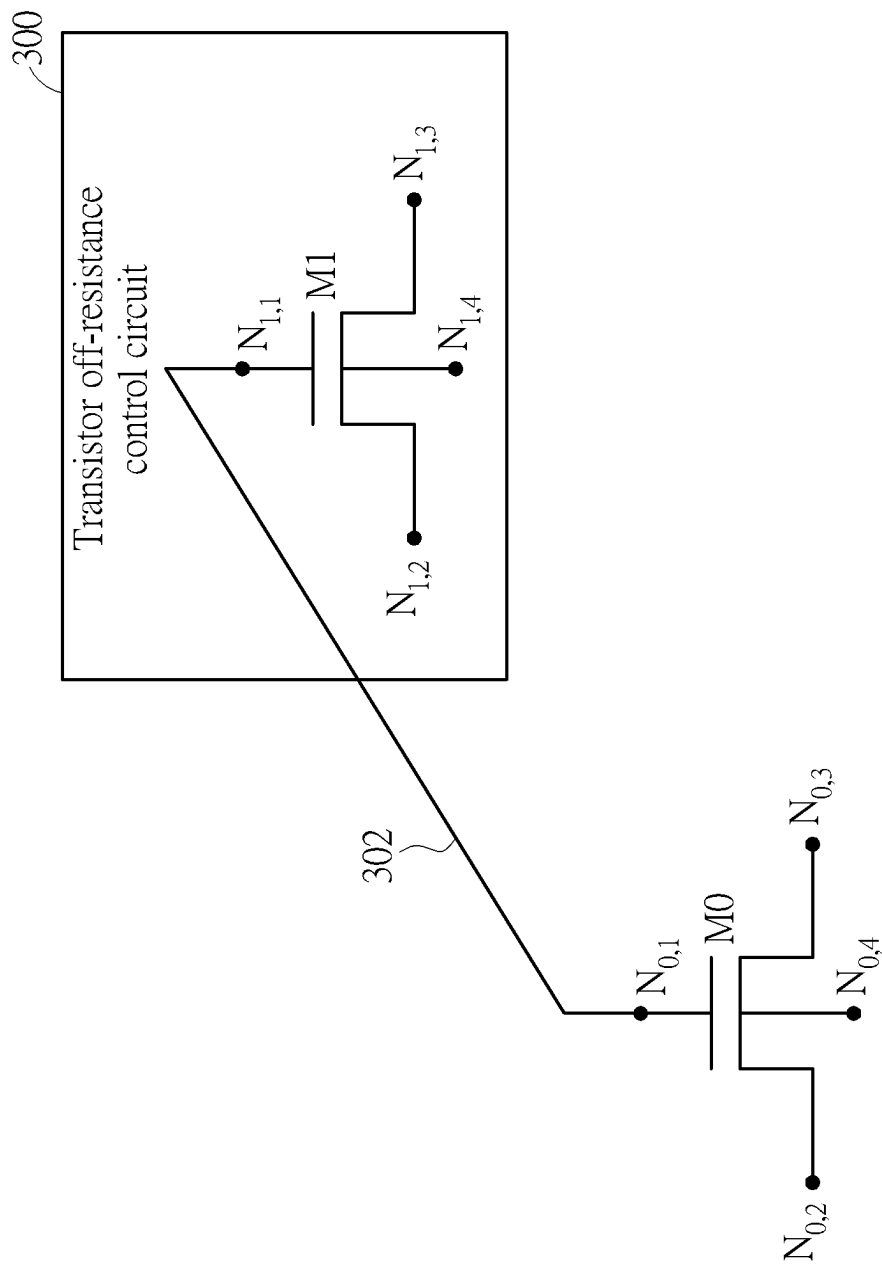 300
Transistor off-resistance
control circuit
N1,1
M1
N1,2
N1,3
N1,4
302
N0,1
M0
N0,2
N0,3
N0,4